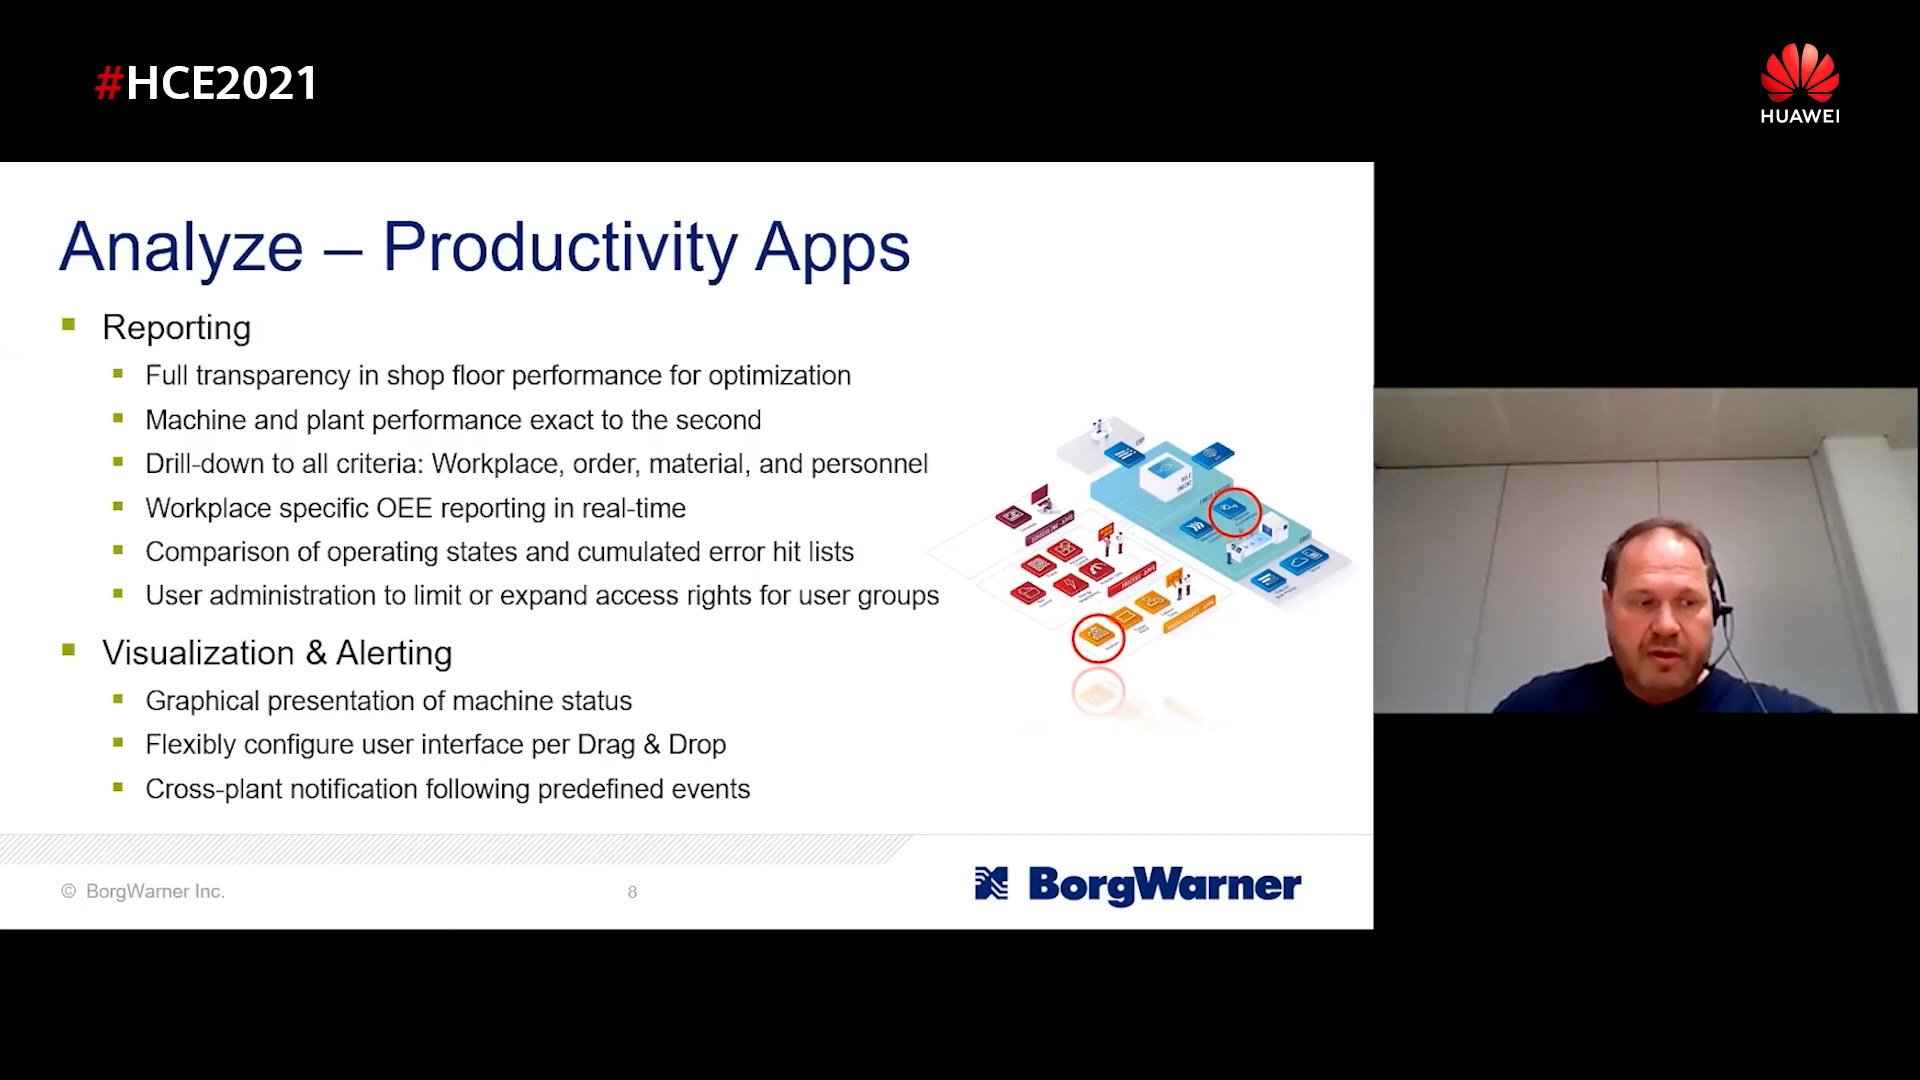 #HCE2021
HUAWEI
Analyze – Productivity Apps
Reporting
Full transparency in shop floor performance for optimization
Machine and plant performance exact to the second
Drill-down to all criteria: Workplace, order, material, and personnel
Workplace specific OEE reporting in real-time
Comparison of operating states and cumulated error hit lists
User administration to limit or expand access rights for user groups
Visualization & Alerting
Graphical presentation of machine status
Flexibly configure user interface per Drag & Drop
Cross-plant notification following predefined events
© BorgWarner Inc.
8
BorgWarner